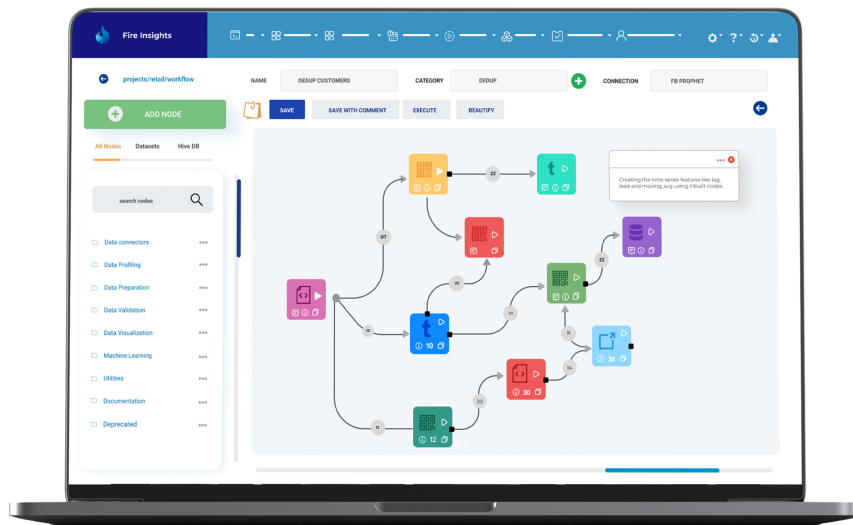 Fire Insights
projects/retail/workflow
NAME
DEDUP CUSTOMERS
CATEGORY
DEDUP
CONNECTION
FB PROPHET
ADD NODE
SAVE
SAVE WITH COMMENT
EXECUTE
BEAUTIFY
All Nodes
Datasets
Hive DB
search nodes
Data connectors
Data Profiling
Data Preparation
Data Validation
Data Visualization
Machine Learning
Utilities
Documentation
Deprecated
Creating the time series features like lag,
lead and moving_avg using inbuilt nodes.
22
t
07
22
10
t
10
30
14
30
30
12